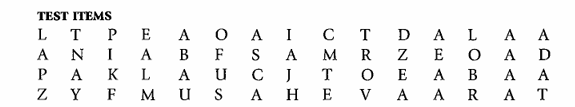 TEST ITEMS
L T P E A O A I C T D A L A A
A N I A B F S A M R Z E O A D
P A K L A U C J T O E A B A A
Z Y F M U S A H E V A A R A T